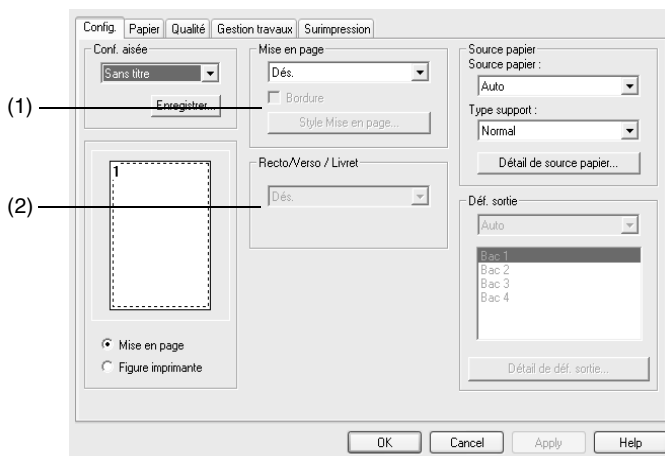 Config. Papier Qualité Gestion travaux Surimpression
Conf. aisée
Sans titre
Enregistrer...
(1)
(2)
1
Mise en page
Figure imprimante
Mise en page
Dés.
Bordure
Style Mise en page...
Recto/Verso / Livret
Dés.
Source papier
Source papier :
Auto
Type support :
Normal
Détail de source papier...
Déf. sortie
Auto
Bac 1
Bac 2
Bac 3
Bac 4
Détail de déf. sortie...
OK Cancel Apply Help